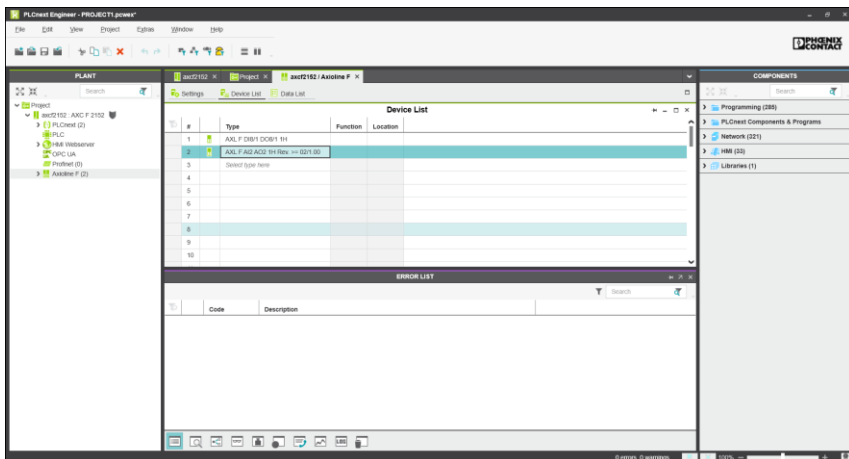 PLCnext Engineer - PROJECT1.pcwex*
File Edit View Project Extras Window Help
PHŒNIX
CONTACT
PLANT
Search
Project
axcf2152 : AXC F 2152
PLCnext (2)
PLC
HMI Webserver
OPC UA
Profinet (0)
Axioline F (2)
axcf2152 × Project × axcf2152 / Axioline F ×
Settings Device List Data List
Device List
# Type Function Location
1 AXL F DI8/1 DO8/1 1H
2 AXL F AI2 AO2 1H Rev. >= 02/1.00
3 Select type here
4
5
6
7
8
9
10
ERROR LIST
Search
Code Description
0 errors, 0 warnings
100%
COMPONENTS
Search
Programming (285)
PLCnext Components & Programs
Network (321)
HMI (33)
Libraries (1)